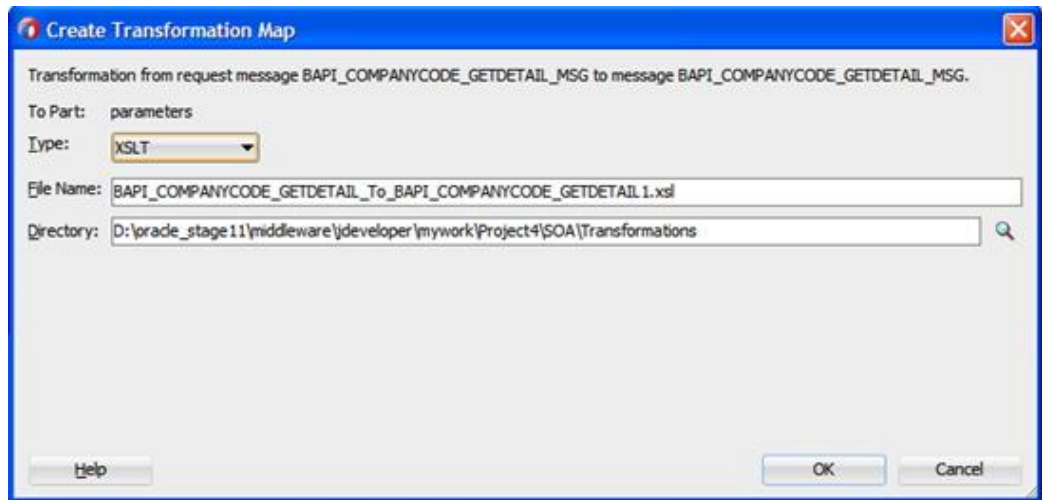 Create Transformation Map
Transformation from request message BAPI_COMPANYCODE_GETDETAIL_MSG to message BAPI_COMPANYCODE_GETDETAIL_MSG.
To Part: parameters
Type: XSLT
File Name: BAPI_COMPANYCODE_GETDETAIL_To_BAPI_COMPANYCODE_GETDETAIL1.xsl
Directory: D:\oracle_stage11\middleware\jdeveloper\mywork\Project4\SOA\Transformations
Help OK Cancel